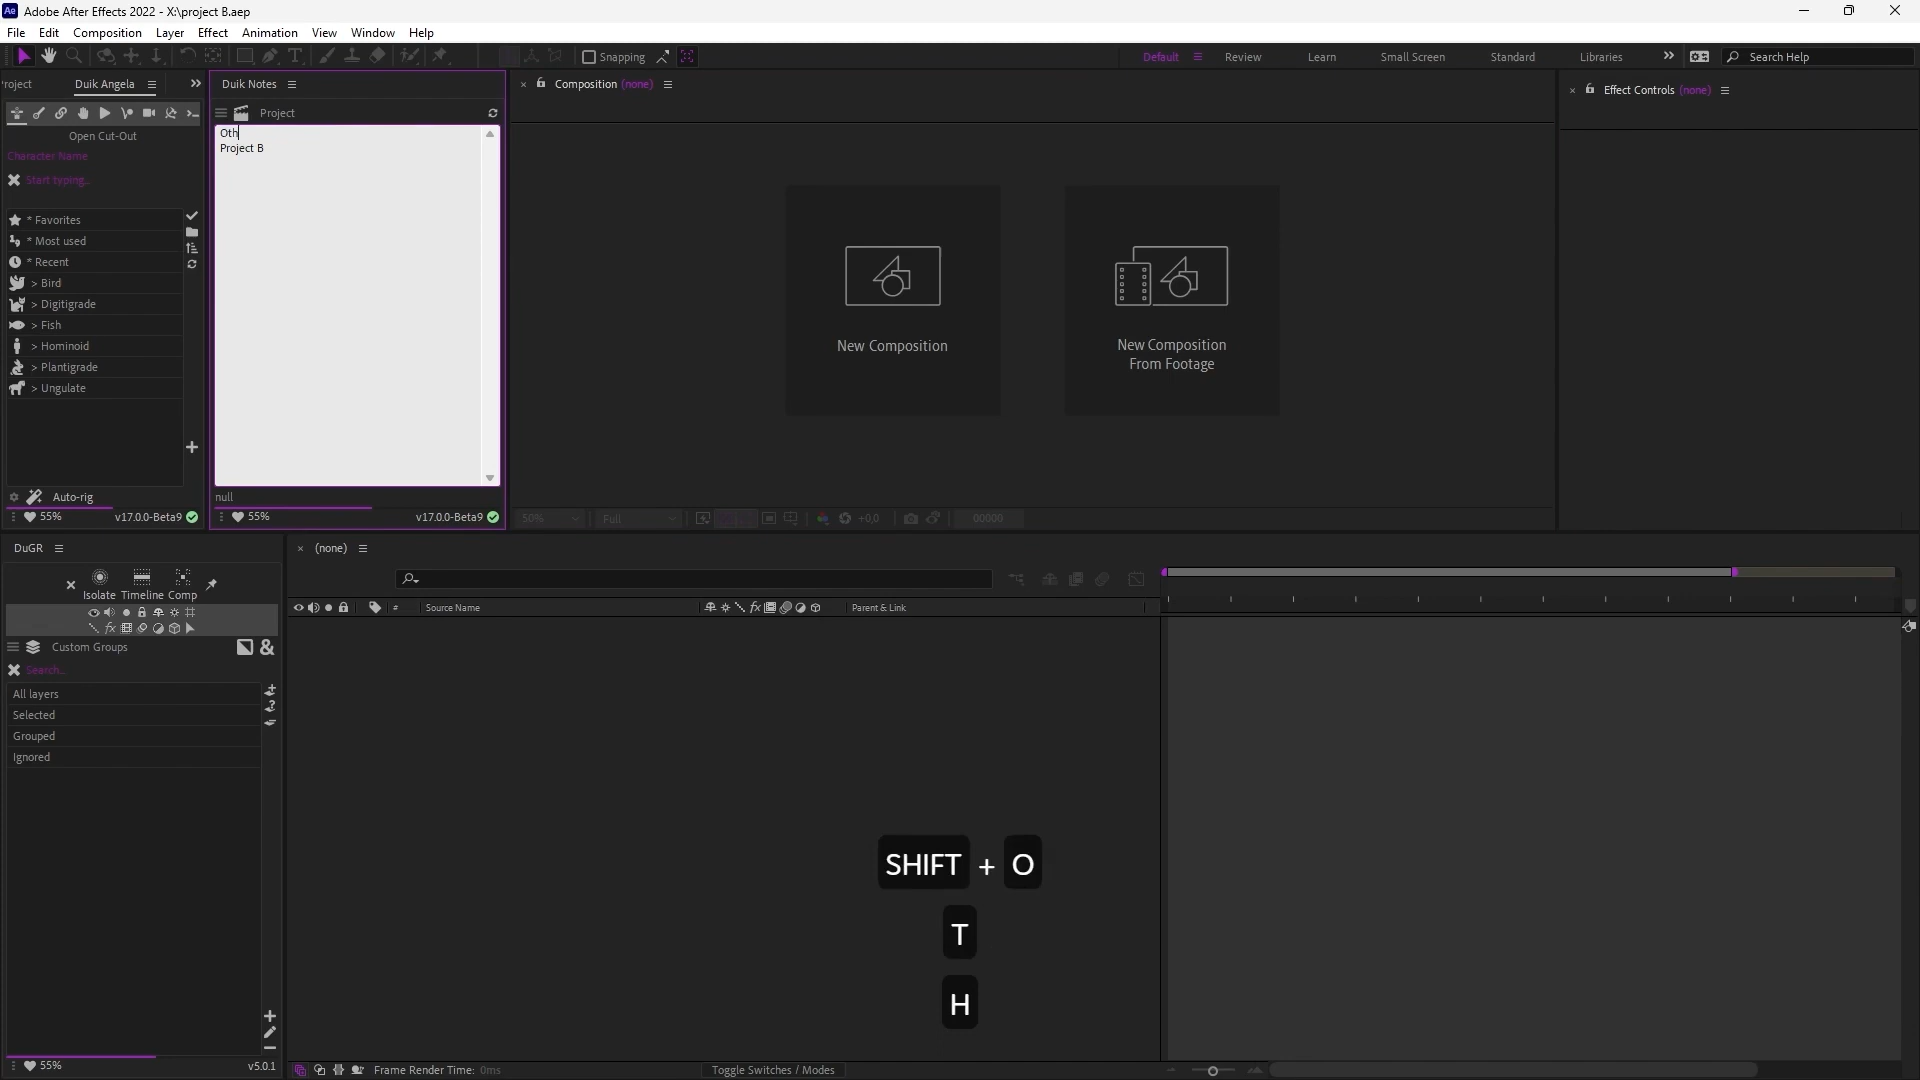 Adobe After Effects 2022 - X:\project B.aep
File Edit Composition Layer Effect Animation View Window Help
Snapping
Default
Review
Learn
Small Screen
Standard
Libraries
Search Help
roject
Duik Angela
Duik Notes
Composition (none)
Effect Controls (none)
Project
Open Cut-Out
Character Name
Start typing...
Oth
Project B
* Favorites
* Most used
* Recent
> Bird
> Digitigrade
> Fish
> Hominoid
> Plantigrade
> Ungulate
New Composition
New Composition
From Footage
Auto-rig
null
55%
v17.0.0-Beta9
55%
v17.0.0-Beta9
50%
Full
+0,0
00000
DuGR
(none)
Isolate Timeline Comp
# Source Name
Parent & Link
Custom Groups
Search...
All layers
Selected
Grouped
Ignored
SHIFT + O
T
H
55%
v5.0.1
Frame Render Time: 0ms
Toggle Switches / Modes